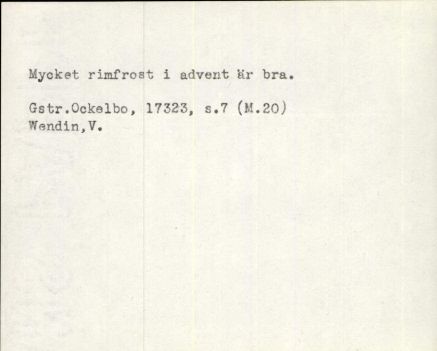 Mycket rimfrost i advent är bra.
Gstr.Ockelbo, 17323, s.7 (M.20)
Wendin,V.